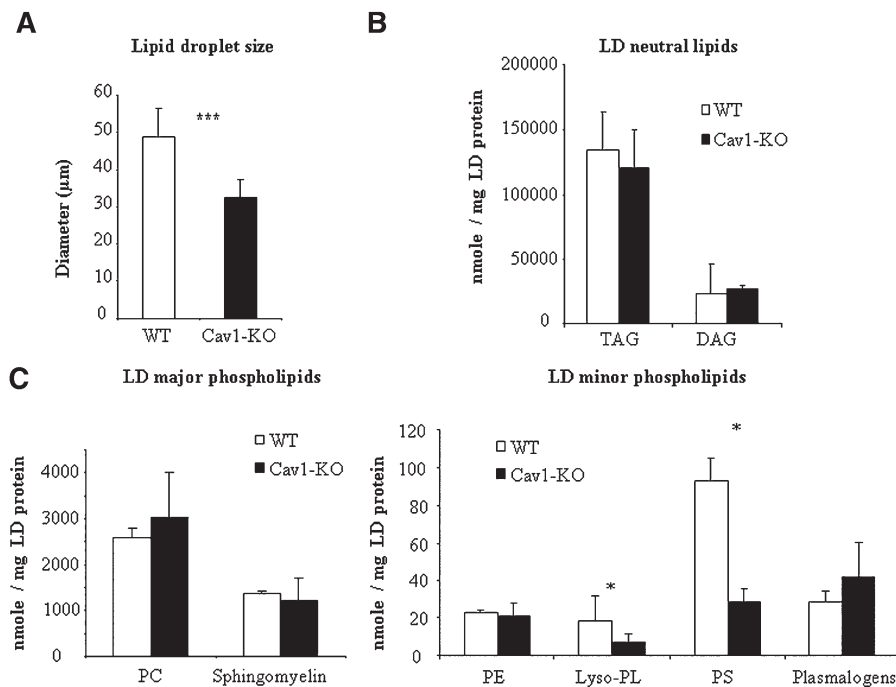 A
Lipid droplet size
60
50
40
30
20
10
0
Diameter (µm)
***
WT
Cav1-KO
B
LD neutral lipids
200000
150000
100000
50000
0
nmole / mg LD protein
WT
Cav1-KO
TAG
DAG
C
LD major phospholipids
4000
3000
2000
1000
0
nmole / mg LD protein
WT
Cav1-KO
PC
Sphingomyelin
LD minor phospholipids
120
100
80
60
40
20
0
nmole / mg LD protein
WT
Cav1-KO
*
*
PE
Lyso-PL
PS
Plasmalogens